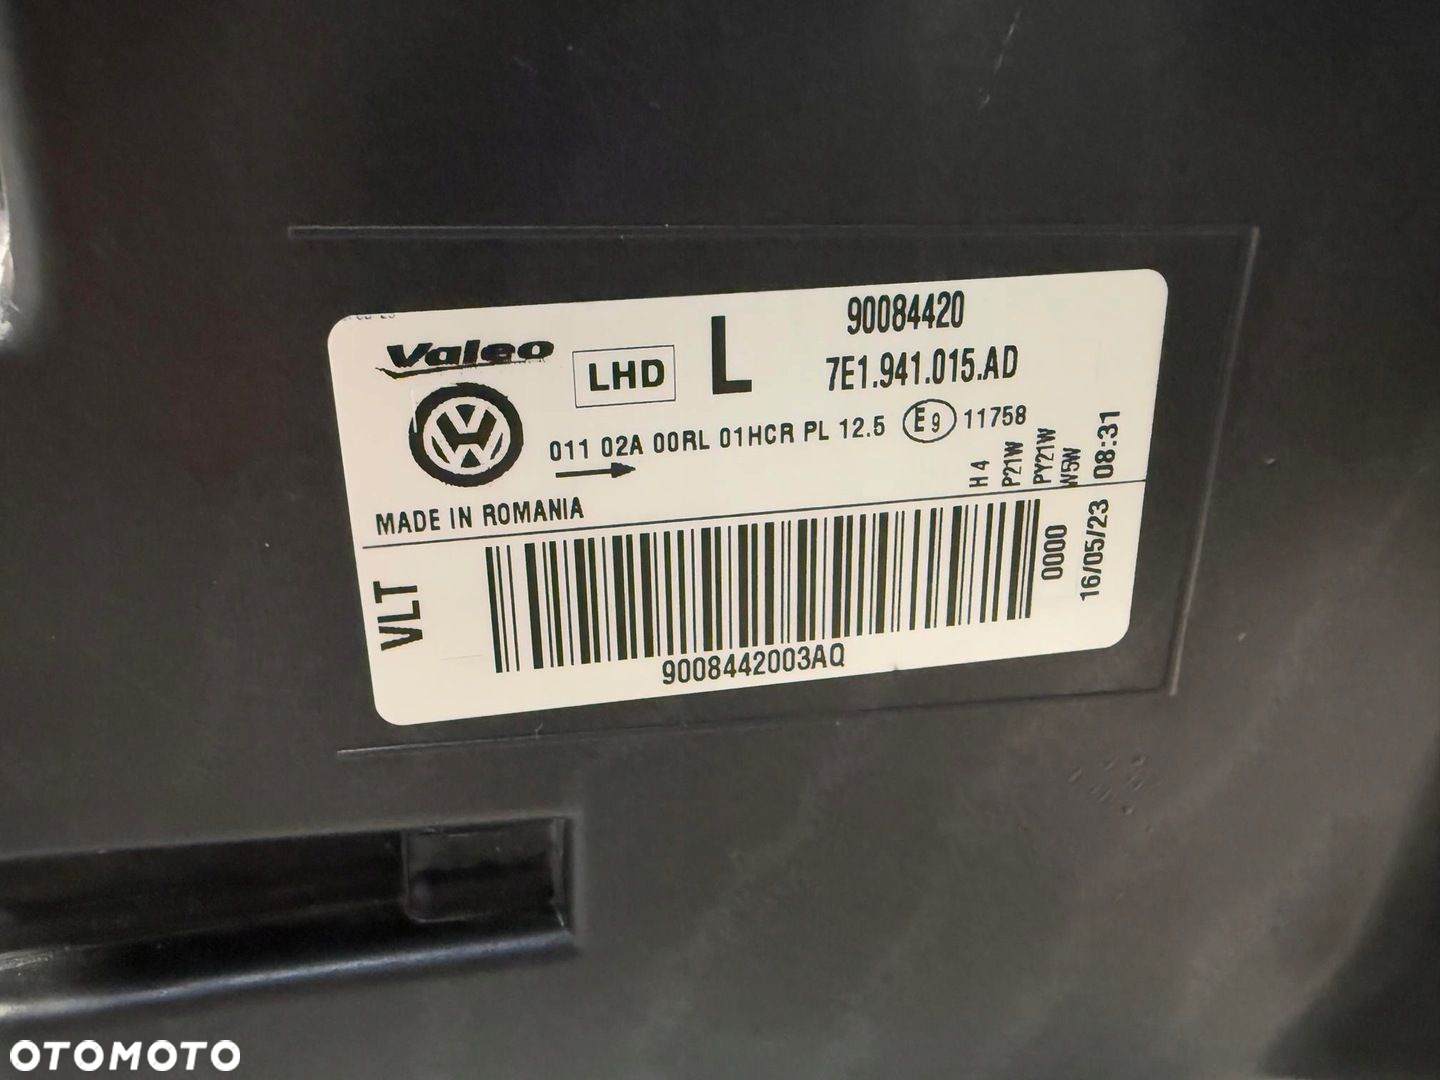 Valeo
LHD
L
90084420
7E1.941.015.AD
011 02A 00RL 01HCR PL 12.5 E9 11758
H4
P21W
PY21W
W5W
08:31
MADE IN ROMANIA
VLT
0000
16/05/23
9008442003AQ
OTOMOTO